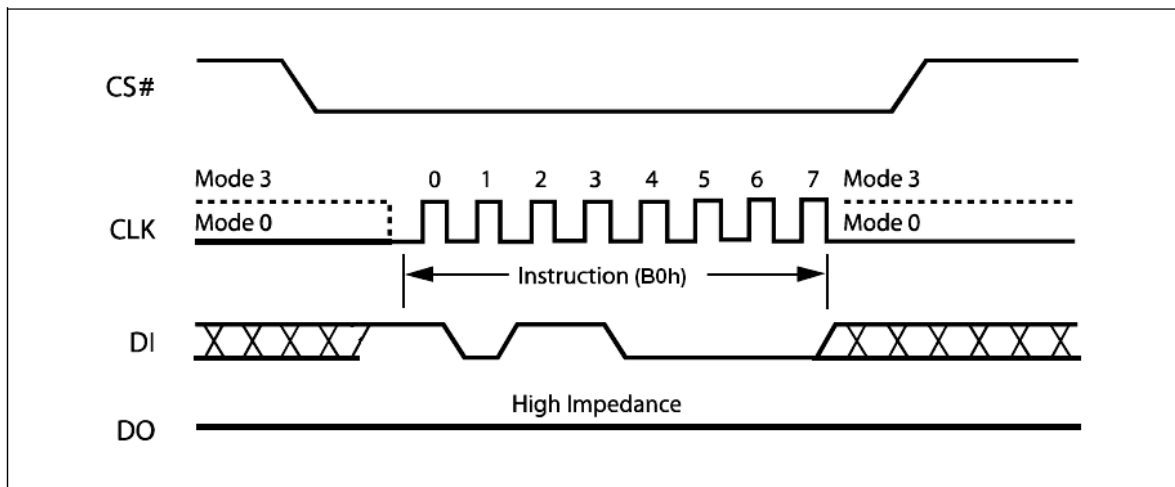 CS#
Mode 3 0 1 2 3 4 5 6 7 Mode 3
CLK Mode 0 Mode 0
Instruction (B0h)
DI
High Impedance
DO